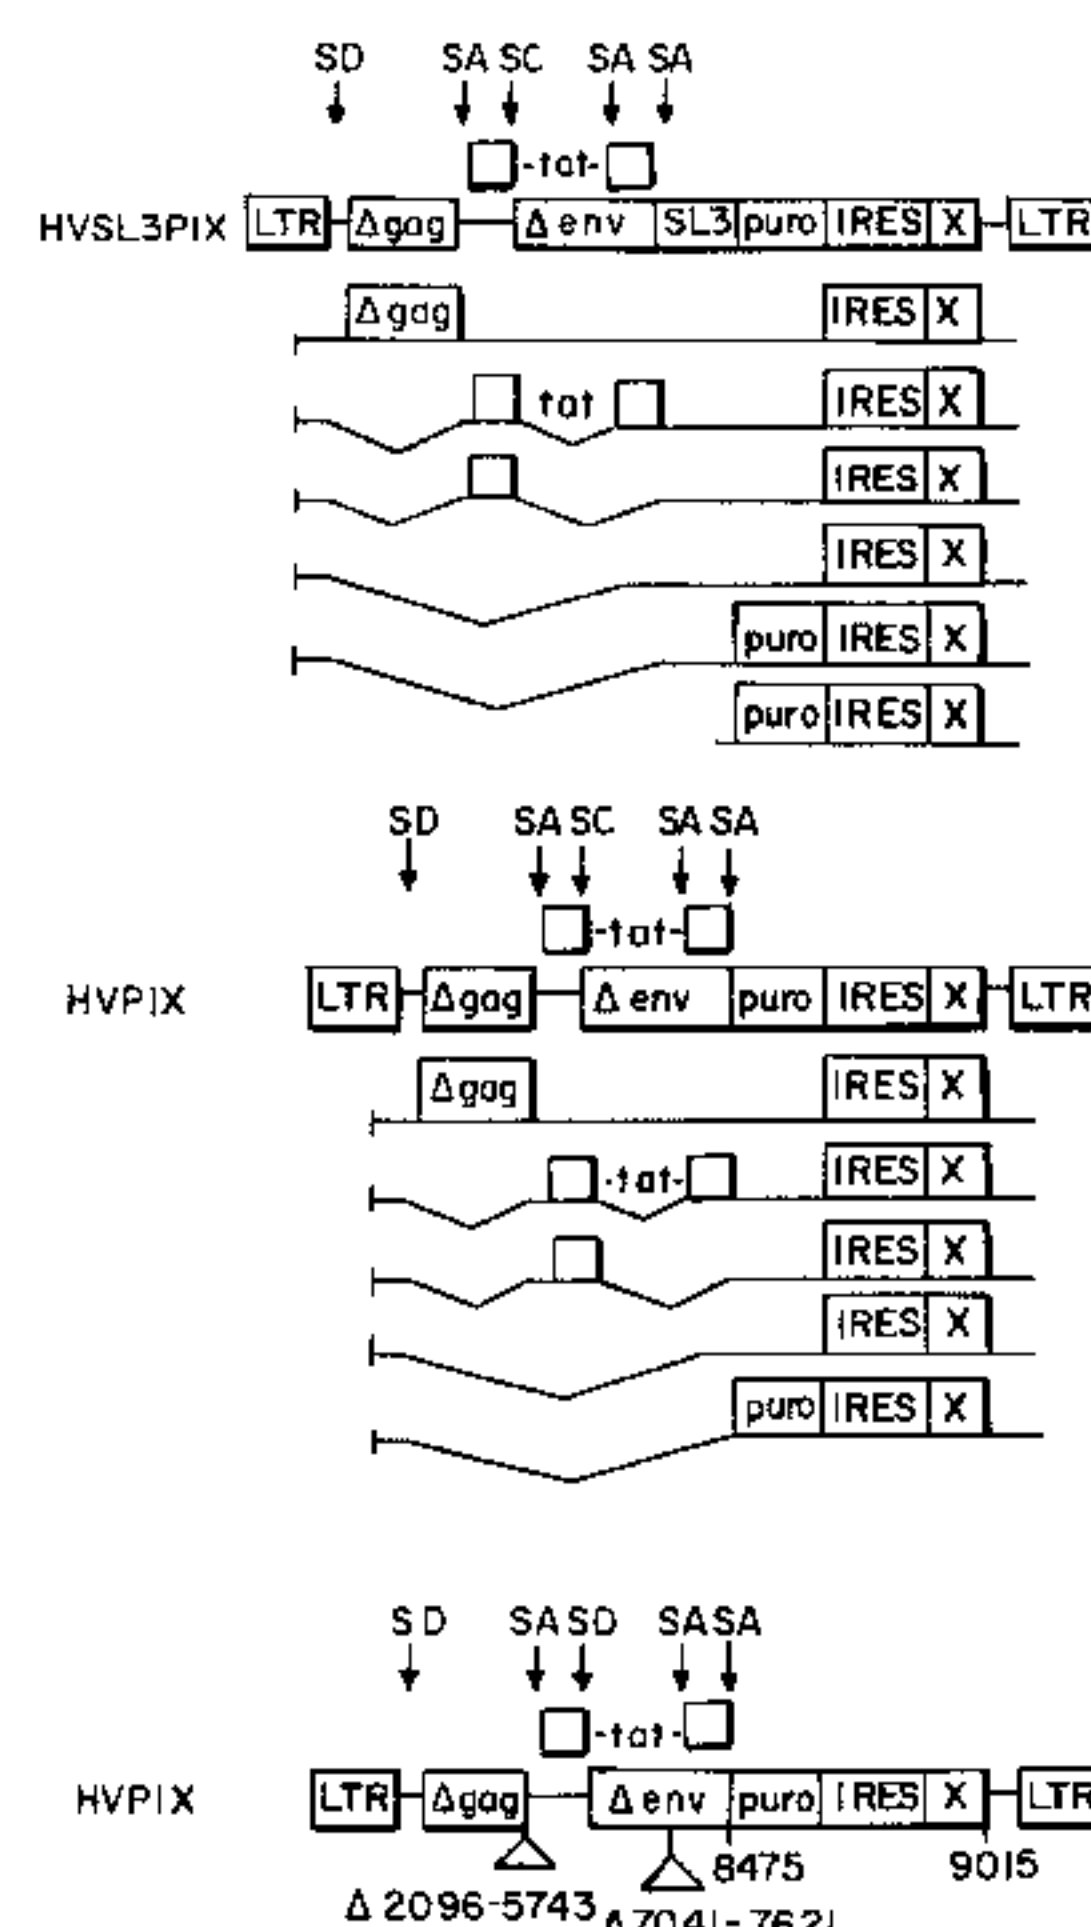 SD SA SC SA SA
-tat-
HVSL3PIX LTR Δgag Δ env SL3 puro IRES X LTR
Δgag IRES X
tat IRES X
IRES X
IRES X
puro IRES X
puro IRES X
SD SA SC SA SA
-tat-
HVPIX LTR Δgag Δ env puro IRES X LTR
Δgag IRES X
-tat- IRES X
IRES X
IRES X
puro IRES X
SD SA SD SA SA
-tat-
HVPIX LTR Δgag Δ env puro IRES X LTR
8475 9015
Δ 2096-5743 Δ7041-7621